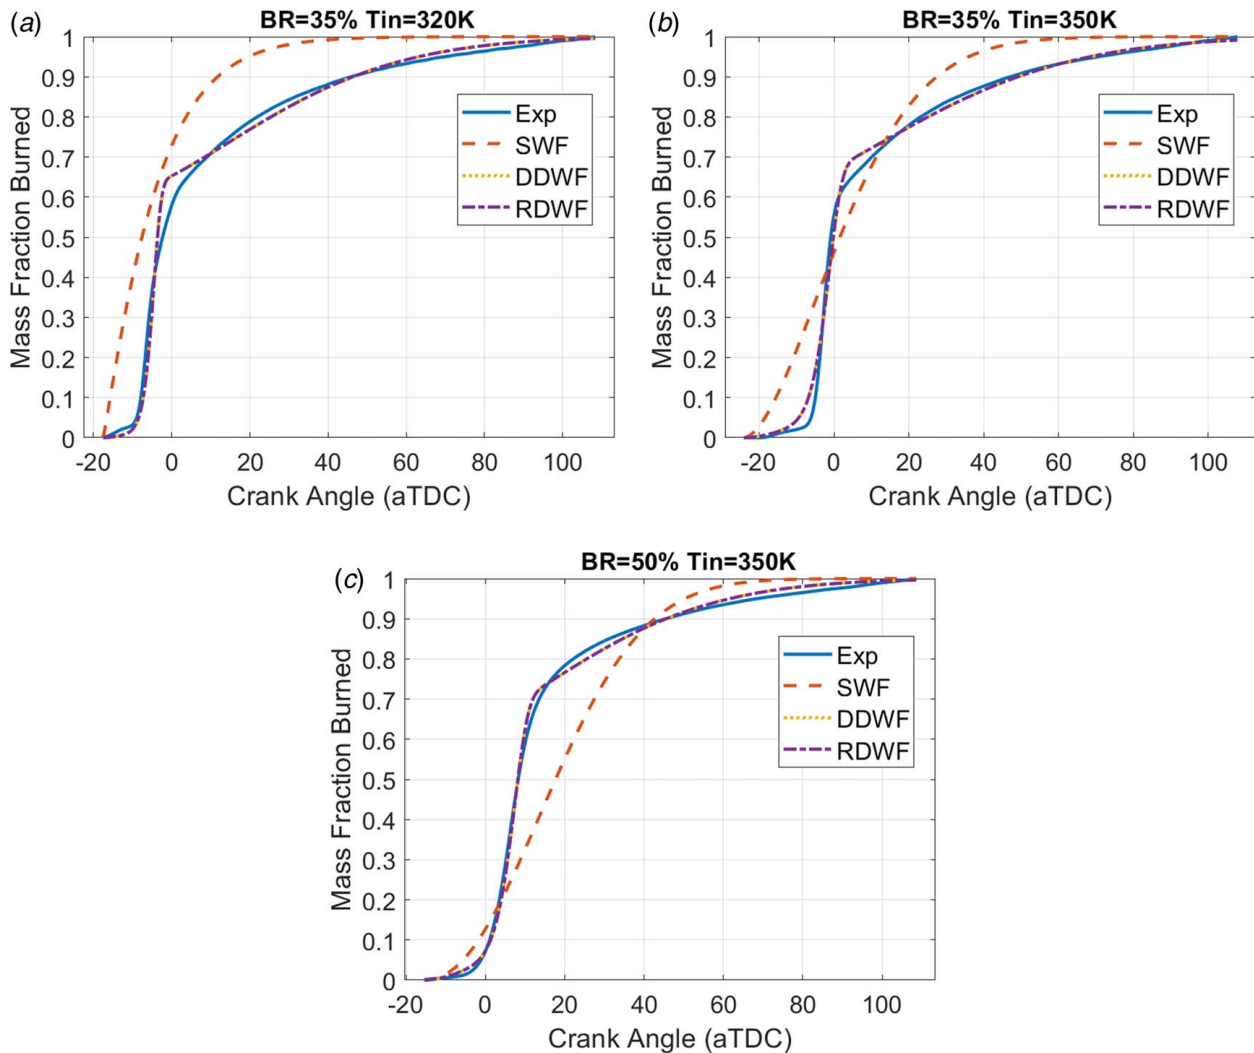 (a)
BR=35% Tin=320K
1
0.9
0.8
0.7
0.6
0.5
0.4
0.3
0.2
0.1
0
Mass Fraction Burned
Exp
SWF
DDWF
RDWF
-20 0 20 40 60 80 100
Crank Angle (aTDC)
(b)
BR=35% Tin=350K
1
0.9
0.8
0.7
0.6
0.5
0.4
0.3
0.2
0.1
0
Mass Fraction Burned
Exp
SWF
DDWF
RDWF
-20 0 20 40 60 80 100
Crank Angle (aTDC)
(c)
BR=50% Tin=350K
1
0.9
0.8
0.7
0.6
0.5
0.4
0.3
0.2
0.1
0
Mass Fraction Burned
Exp
SWF
DDWF
RDWF
-20 0 20 40 60 80 100
Crank Angle (aTDC)